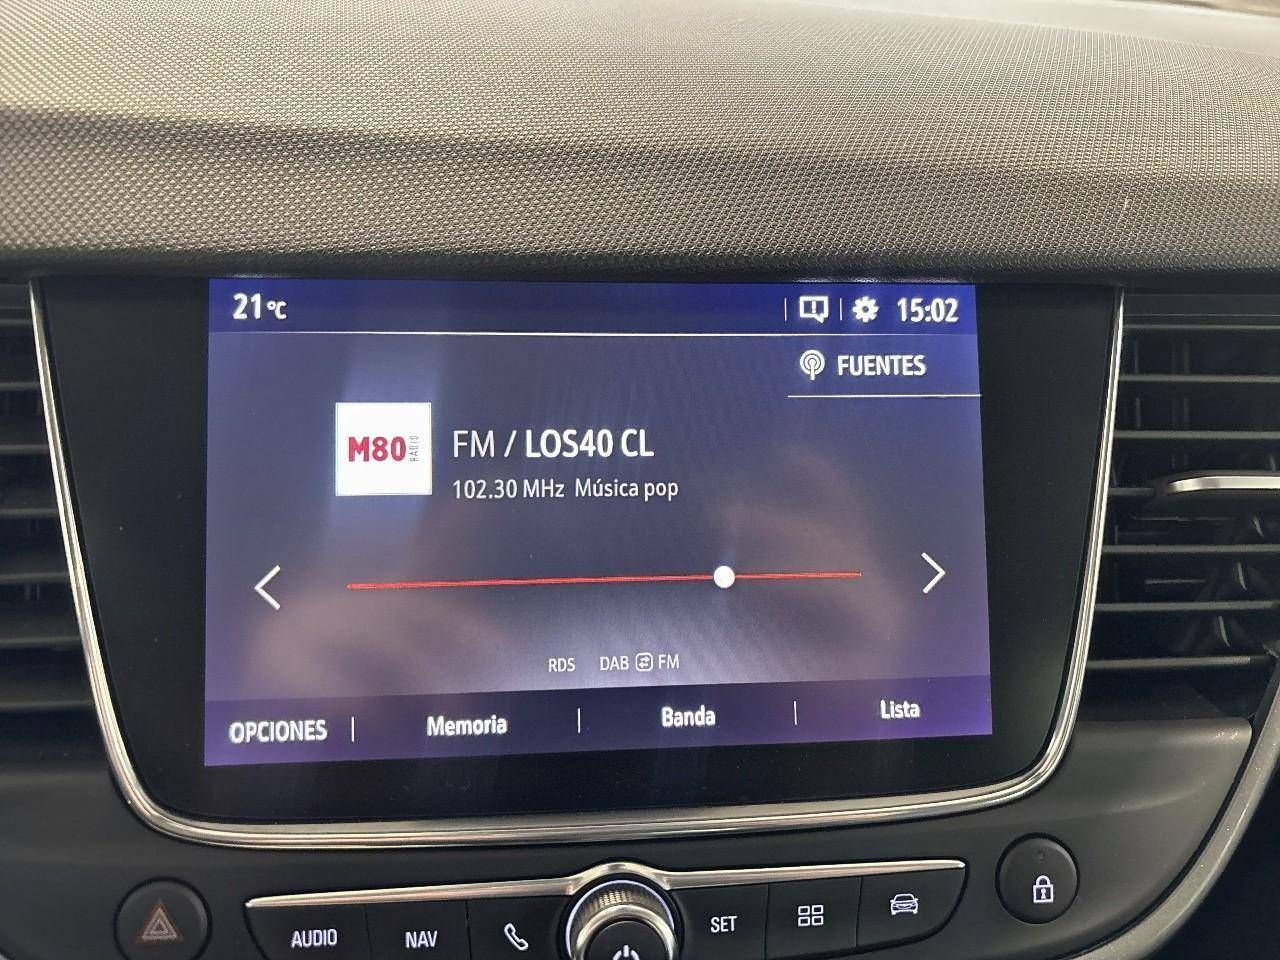 21 °C
15:02
FUENTES
M80 RADIO
FM / LOS40 CL
102.30 MHz Música pop
RDS DAB FM
OPCIONES | Memoria | Banda | Lista
AUDIO NAV SET